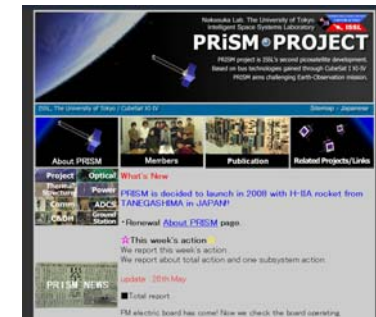 Nakasuka Lab. The University of Tokyo
Intelligent Space Systems Laboratory
ISSL
PRiSM PROJECT
PRISM project is ISSL's second picosatellite development.
Based on bus technologies gained through CubeSat XI-IV
PRISM aims challenging Earth-Observation mission.
ISSL, The University of Tokyo / CubeSat XI-IV
Sitemap - Japanese
About PRISM
Members
Publication
Related Projects/Links
Project
Optical
Thermal
Structure
Power
Comm
ADCS
C&DH
Ground
Station
What's New
PRISM is decided to launch in 2008 with H-IIA rocket from
TANEGASHIMA in JAPAN!!
・Renewal About PRISM page.
☆This week's action☆
We report this week's action.
We report about total action and one subsystem action.
PRISM NEWS
update : 26th May
■Total report
FM electric board has come! Now we check the board operating